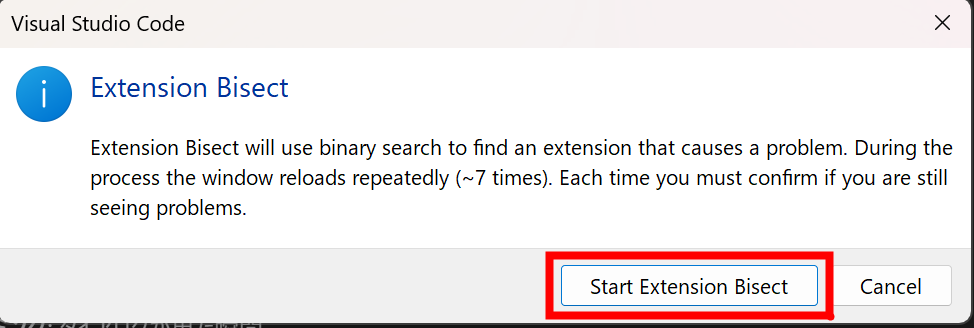 Visual Studio Code
Extension Bisect
Extension Bisect will use binary search to find an extension that causes a problem. During the
process the window reloads repeatedly (~7 times). Each time you must confirm if you are still
seeing problems.
Start Extension Bisect
Cancel